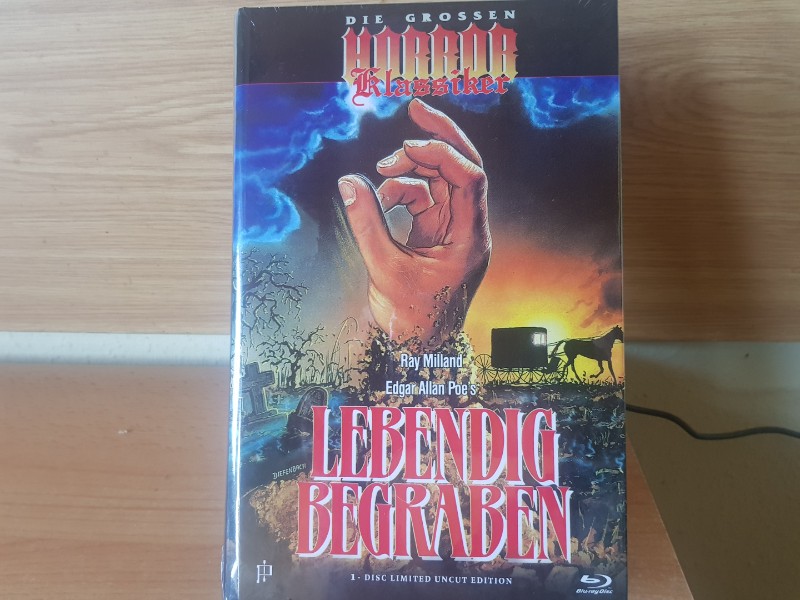 DIE GROSSEN
HORROR
Klassiker
Ray Milland
Edgar Allan Poe's
LEBENDIG
BEGRABEN
DIEFENBACH
1 - DISC LIMITED UNCUT EDITION
Blu-ray Disc